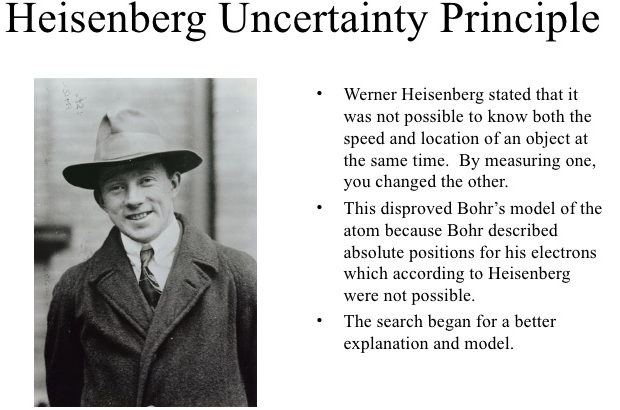 Heisenberg Uncertainty Principle
• Werner Heisenberg stated that it
was not possible to know both the
speed and location of an object at
the same time.  By measuring one,
you changed the other.
• This disproved Bohr’s model of the
atom because Bohr described
absolute positions for his electrons
which according to Heisenberg
were not possible.
• The search began for a better
explanation and model.